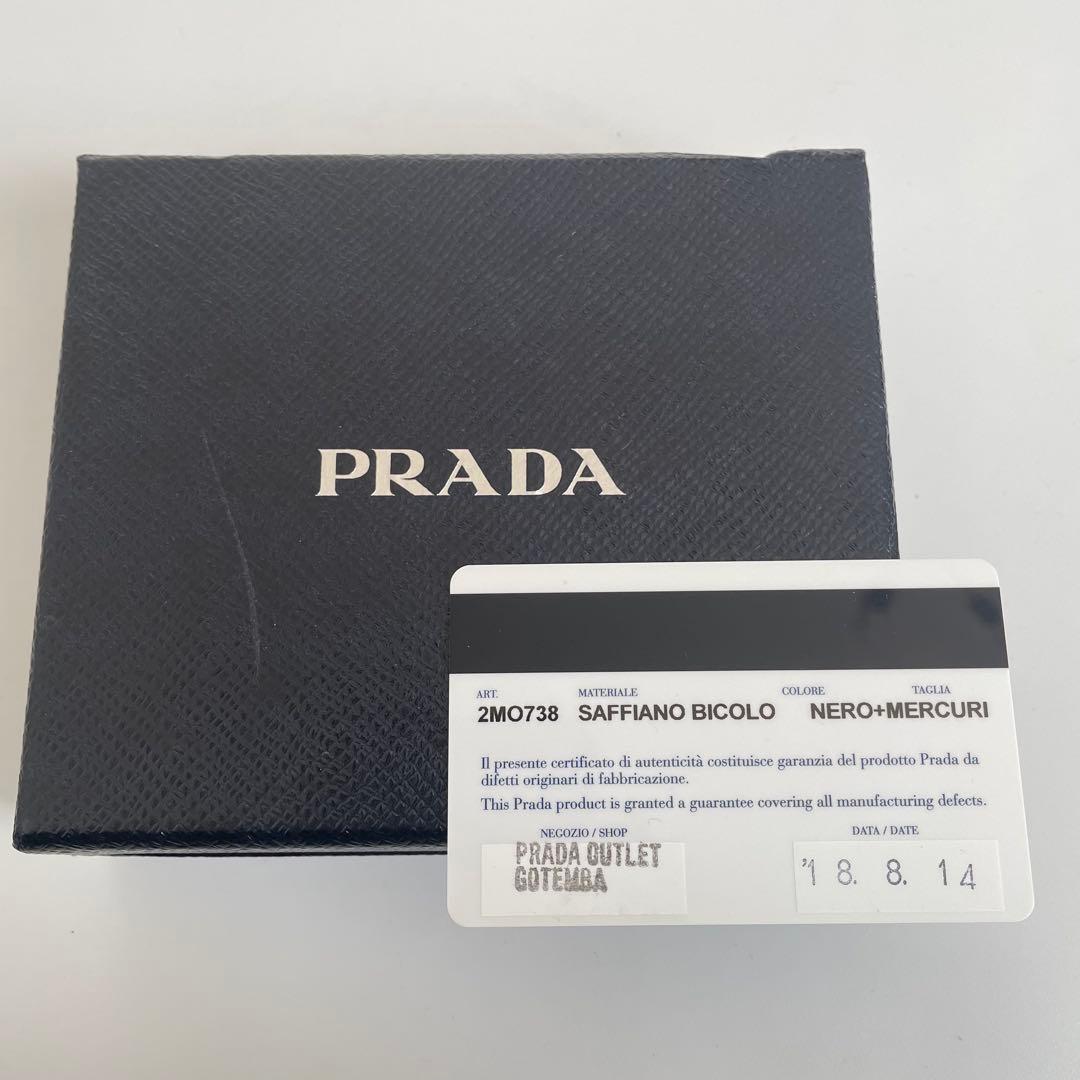 PRADA
ART. MATERIALE COLORE TAGLIA
2MO738 SAFFIANO BICOLO NERO+MERCURI
Il presente certificato di autenticità costituisce garanzia del prodotto Prada da
difetti originari di fabbricazione.
This Prada product is granted a guarantee covering all manufacturing defects.
NEGOZIO / SHOP DATA / DATE
PRADA OUTLET
GOTEMBA
'18. 8. 14